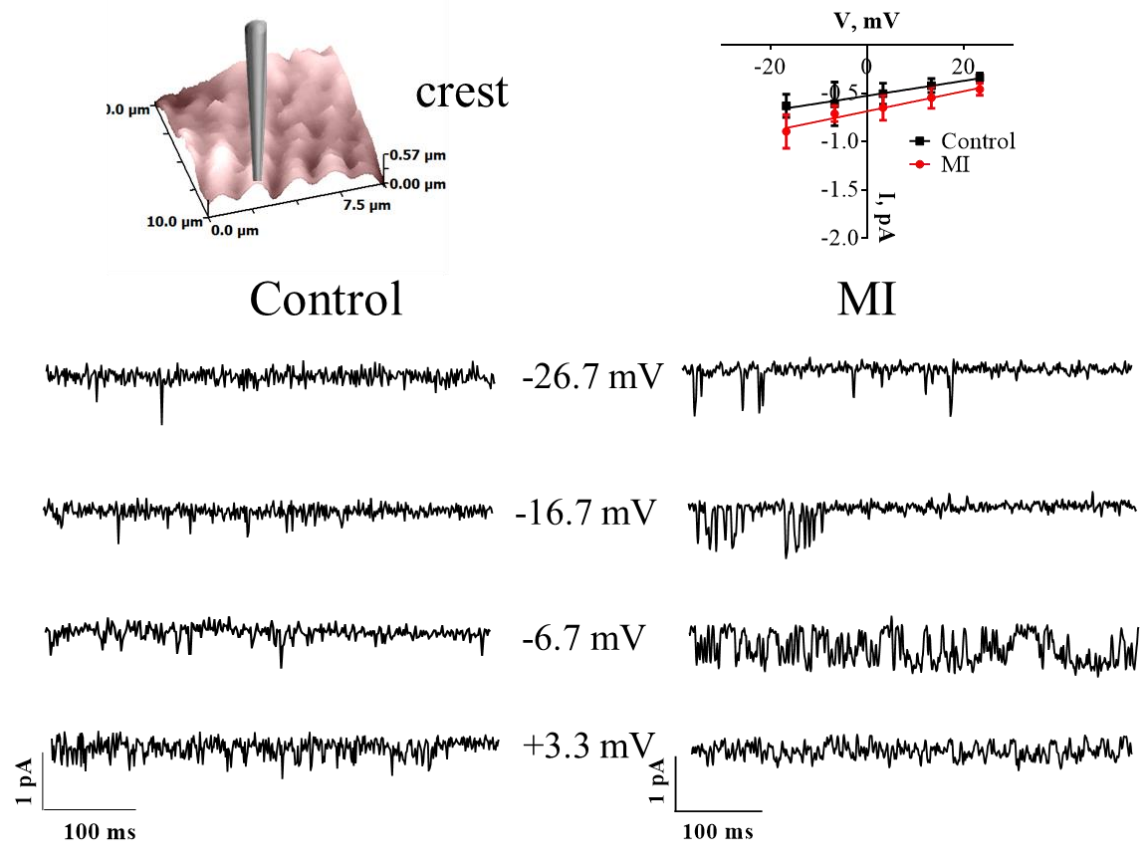 crest
0.0 µm
0.57 µm
0.00 µm
7.5 µm
10.0 µm
0.0 µm
V, mV
-20
0
20
-0.5
-1.0
-1.5
-2.0
I, pA
Control
MI
Control
MI
-26.7 mV
-16.7 mV
-6.7 mV
+3.3 mV
1 pA
100 ms
1 pA
100 ms